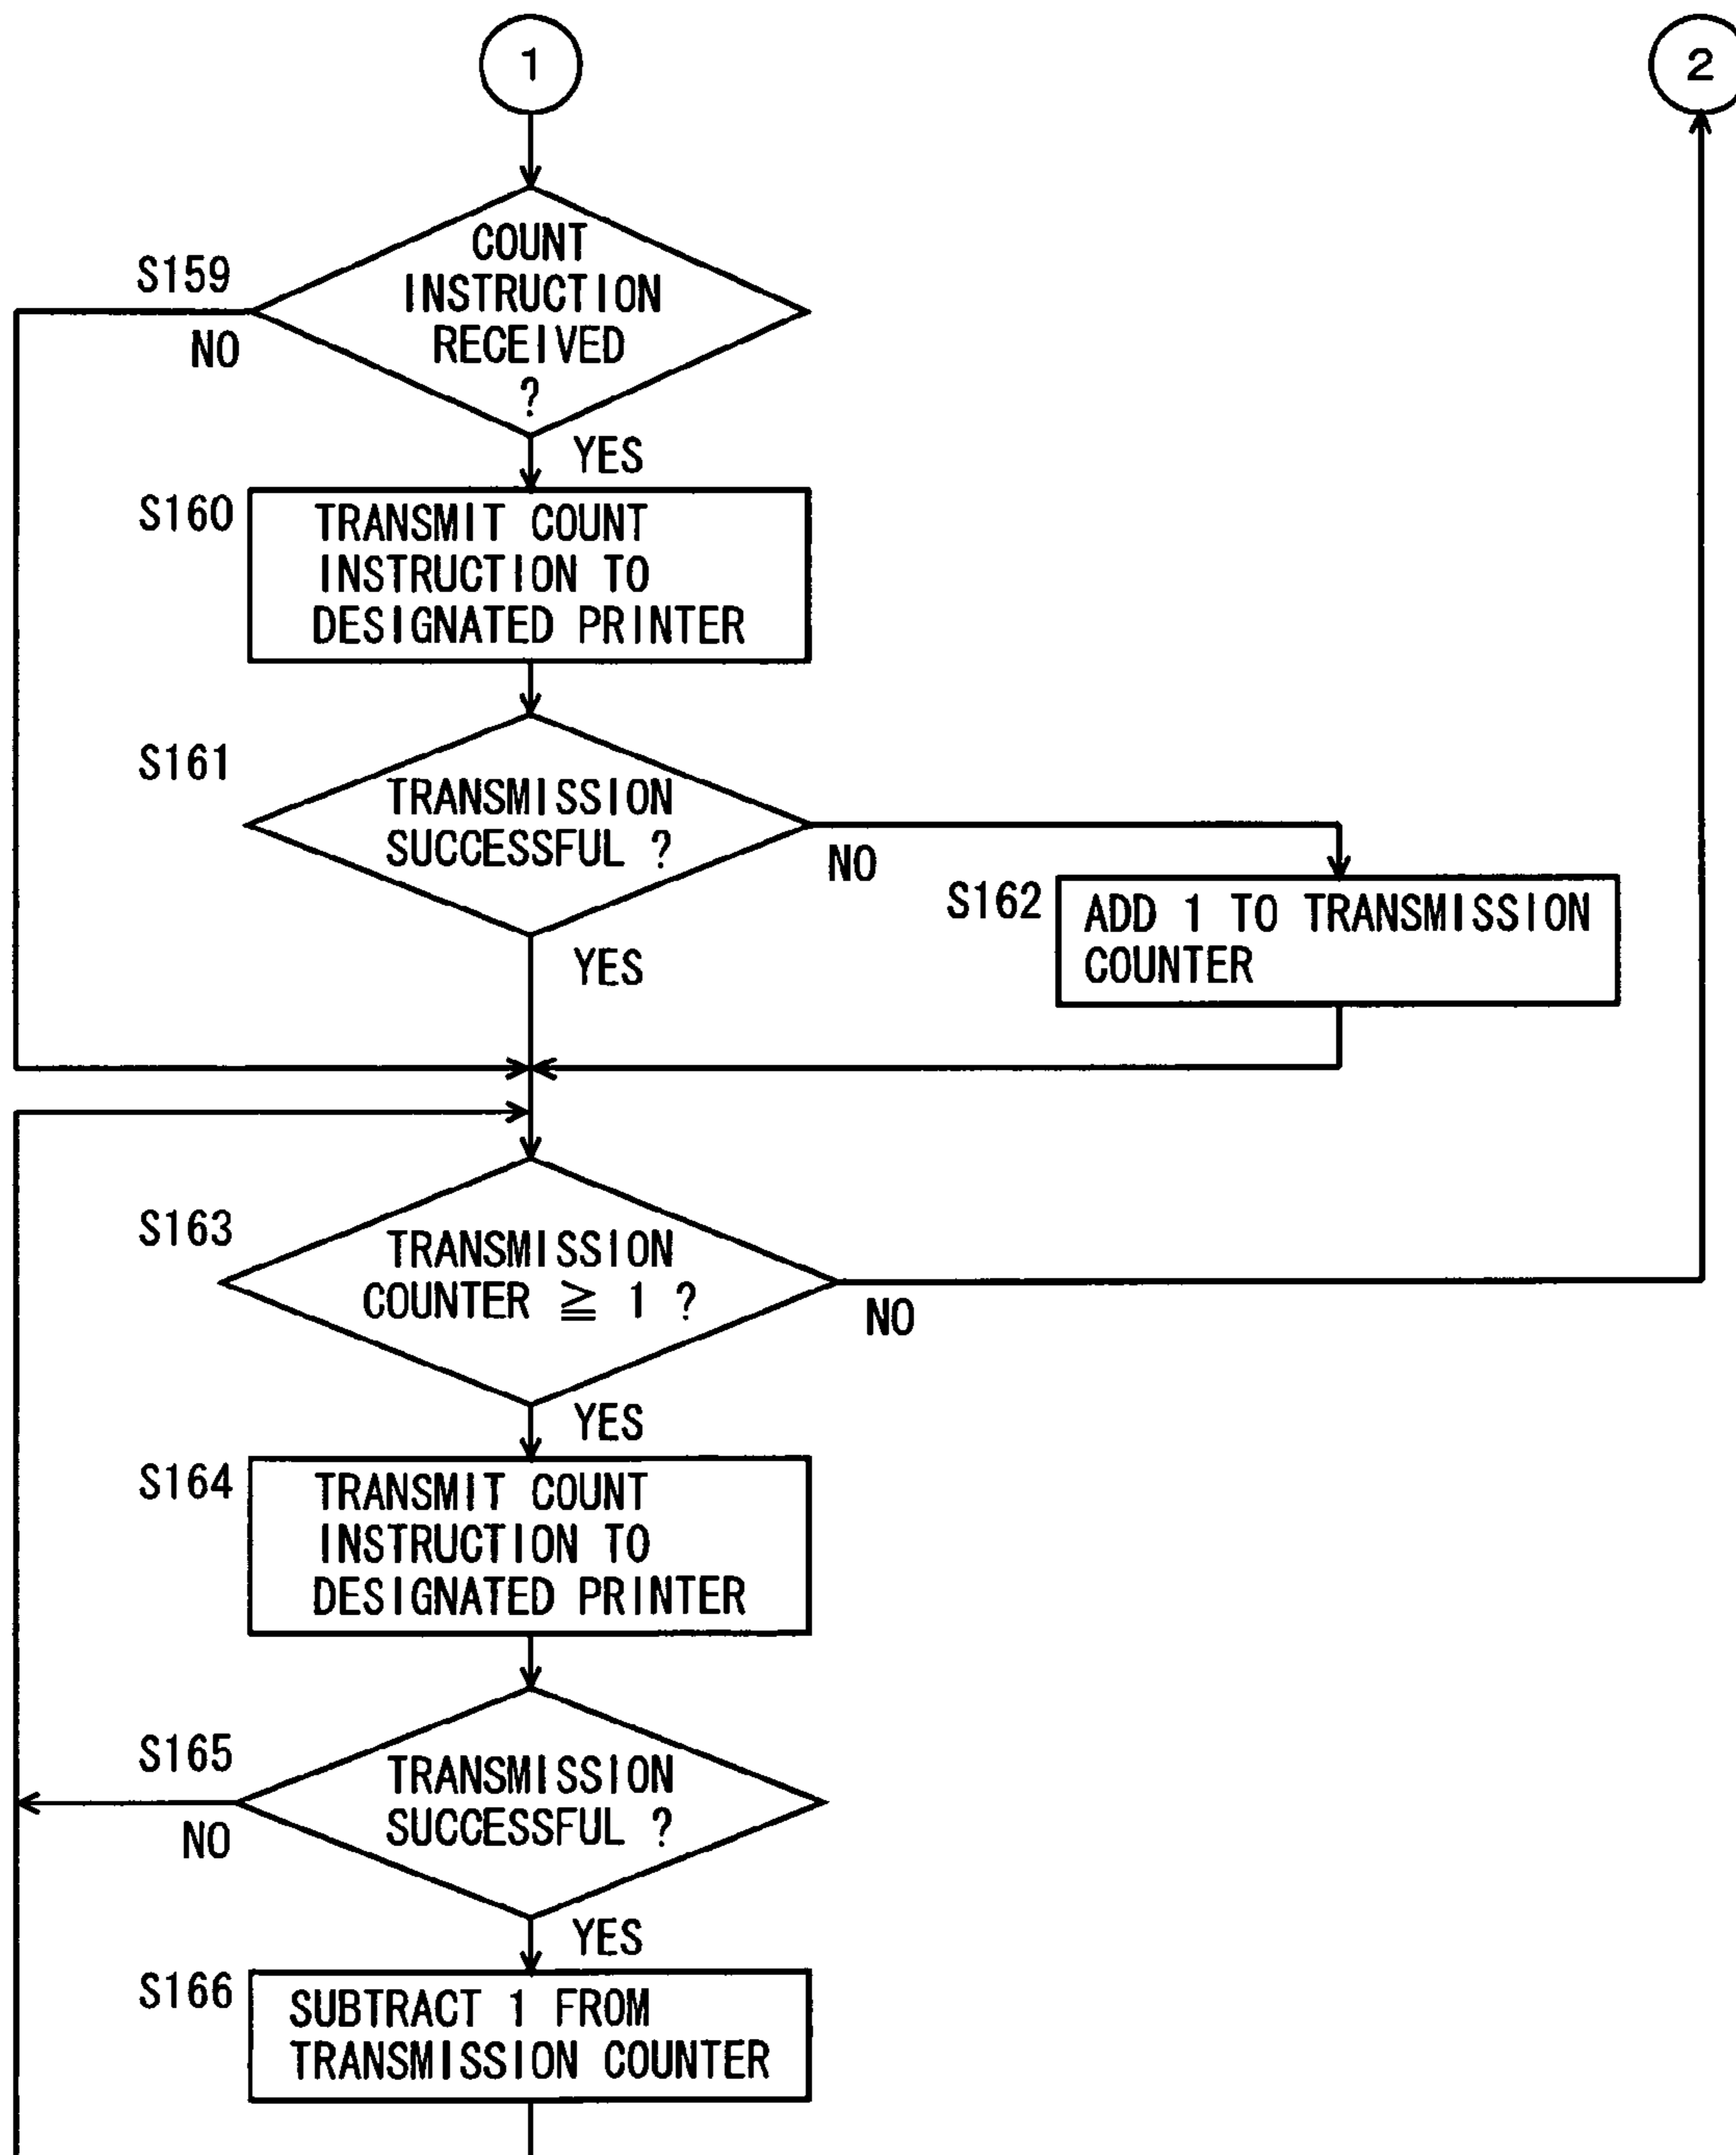 1
2
COUNT
INSTRUCTION
RECEIVED
?
S159
NO
YES
S160
TRANSMIT COUNT
INSTRUCTION TO
DESIGNATED PRINTER
S161
TRANSMISSION
SUCCESSFUL ?
NO
YES
S162
ADD 1 TO TRANSMISSION
COUNTER
S163
TRANSMISSION
COUNTER ≧ 1 ?
NO
YES
S164
TRANSMIT COUNT
INSTRUCTION TO
DESIGNATED PRINTER
S165
TRANSMISSION
SUCCESSFUL ?
NO
YES
S166
SUBTRACT 1 FROM
TRANSMISSION COUNTER